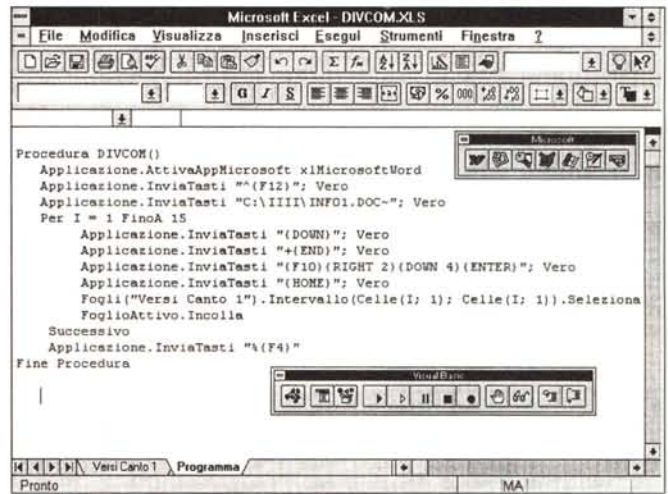 Microsoft Excel - DIVCOM.XLS
File Modifica Visualizza Inserisci Esegui Strumenti Finestra ?
G I S % 000
Microsoft
Procedura DIVCOM()
Applicazione.AttivaAppMicrosoft xlMicrosoftWord
Applicazione.InviaTasti "^{F12}"; Vero
Applicazione.InviaTasti "C:\IIII\INFO1.DOC~"; Vero
Per I = 1 FinoA 15
Applicazione.InviaTasti "{DOWN}"; Vero
Applicazione.InviaTasti "+{END}"; Vero
Applicazione.InviaTasti "{F10}{RIGHT 2}{DOWN 4}{ENTER}"; Vero
Applicazione.InviaTasti "{HOME}"; Vero
Fogli("Versi Canto 1").Intervallo(Celle(I; 1); Celle(I; 1)).Seleziona
FoglioAttivo.Incolla
Successivo
Applicazione.InviaTasti "%{F4}"
Fine Procedura
Visual Basic
Versi Canto 1 Programma
Pronto MA